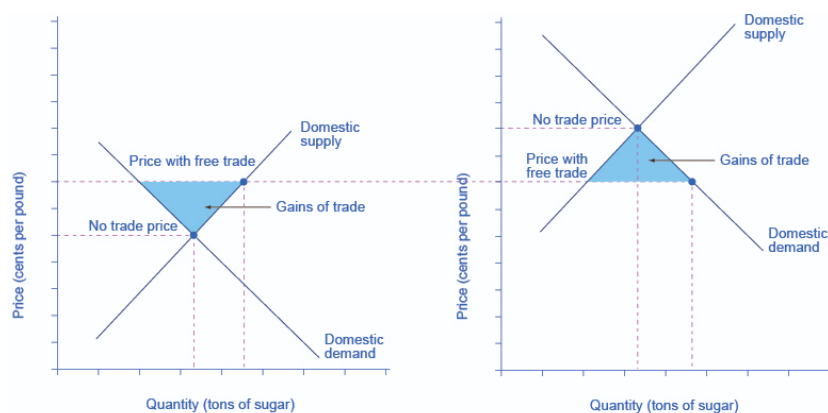 Price (cents per pound)
Domestic
supply
Price with free trade
Gains of trade
No trade price
Domestic
demand
Quantity (tons of sugar)
Price (cents per pound)
Domestic
supply
No trade price
Price with
free trade
Gains of trade
Domestic
demand
Quantity (tons of sugar)